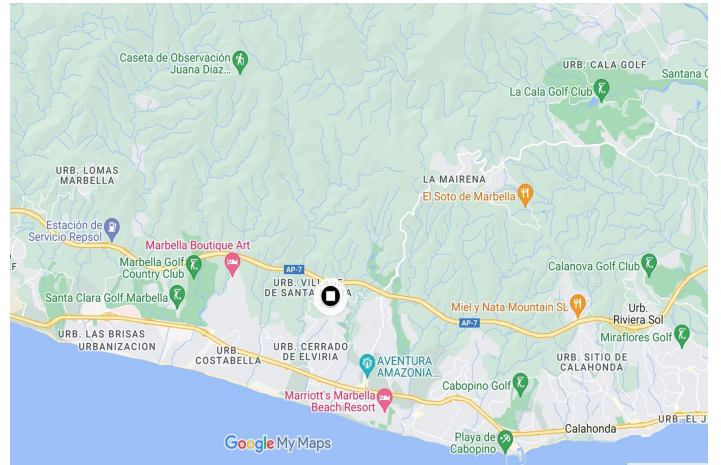 Caseta de Observación
Juana Diaz...
URB. CALA GOLF
Santana G
La Cala Golf Club
URB. LOMAS
MARBELLA
LA MAIRENA
El Soto de Marbella
Estación de
Servicio Repsol
Marbella Boutique Art
Marbella Golf
Country Club
AP-7
Calanova Golf Club
F
URB. VILL
DE SANTA A
Santa Clara Golf Marbella
Miel y Nata Mountain SL
Urb.
Riviera Sol
AP-7
URB. LAS BRISAS
URBANIZACION
Miraflores Golf
URB.
COSTABELLA
URB. CERRADO
DE ELVIRIA
AVENTURA
AMAZONIA...
URB. SITIO DE
CALAHONDA
Cabopino Golf
Marriott's Marbella
Beach Resort
URB. EL J
Calahonda
Playa de
Cabopino
Google My Maps